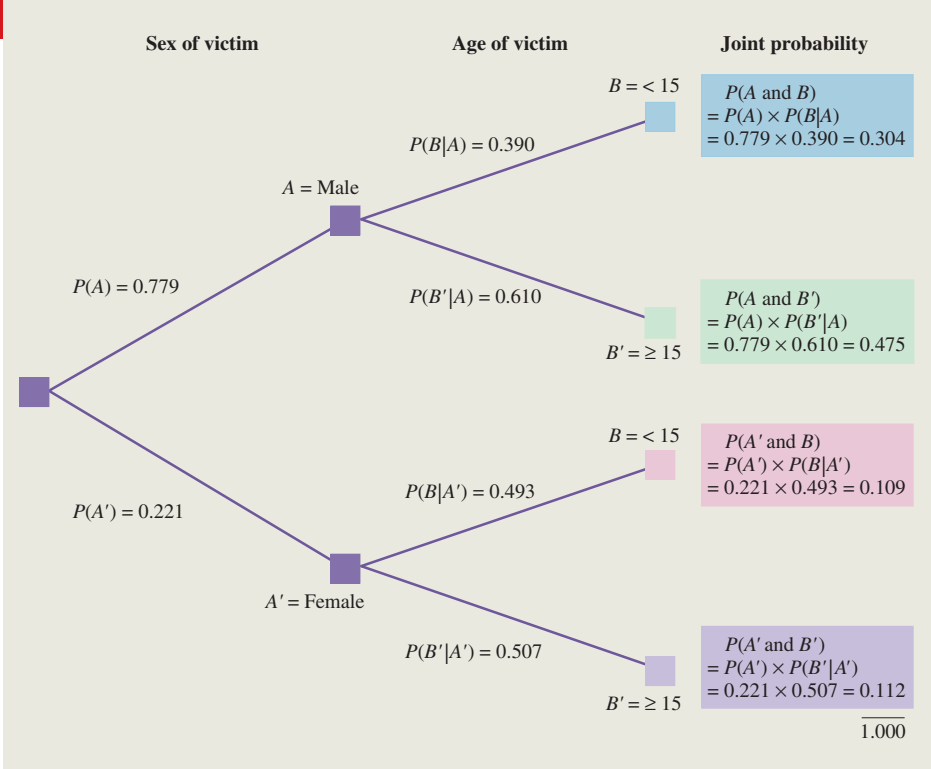 Sex of victim
Age of victim
Joint probability
B = < 15
P(A and B)
= P(A) × P(B|A)
= 0.779 × 0.390 = 0.304
P(B|A) = 0.390
A = Male
P(A) = 0.779
P(B'|A) = 0.610
B' = ≥ 15
P(A and B')
= P(A) × P(B'|A)
= 0.779 × 0.610 = 0.475
B = < 15
P(A' and B)
= P(A') × P(B|A')
= 0.221 × 0.493 = 0.109
P(B|A') = 0.493
P(A') = 0.221
A' = Female
P(B'|A') = 0.507
B' = ≥ 15
P(A' and B')
= P(A') × P(B'|A')
= 0.221 × 0.507 = 0.112
1.000